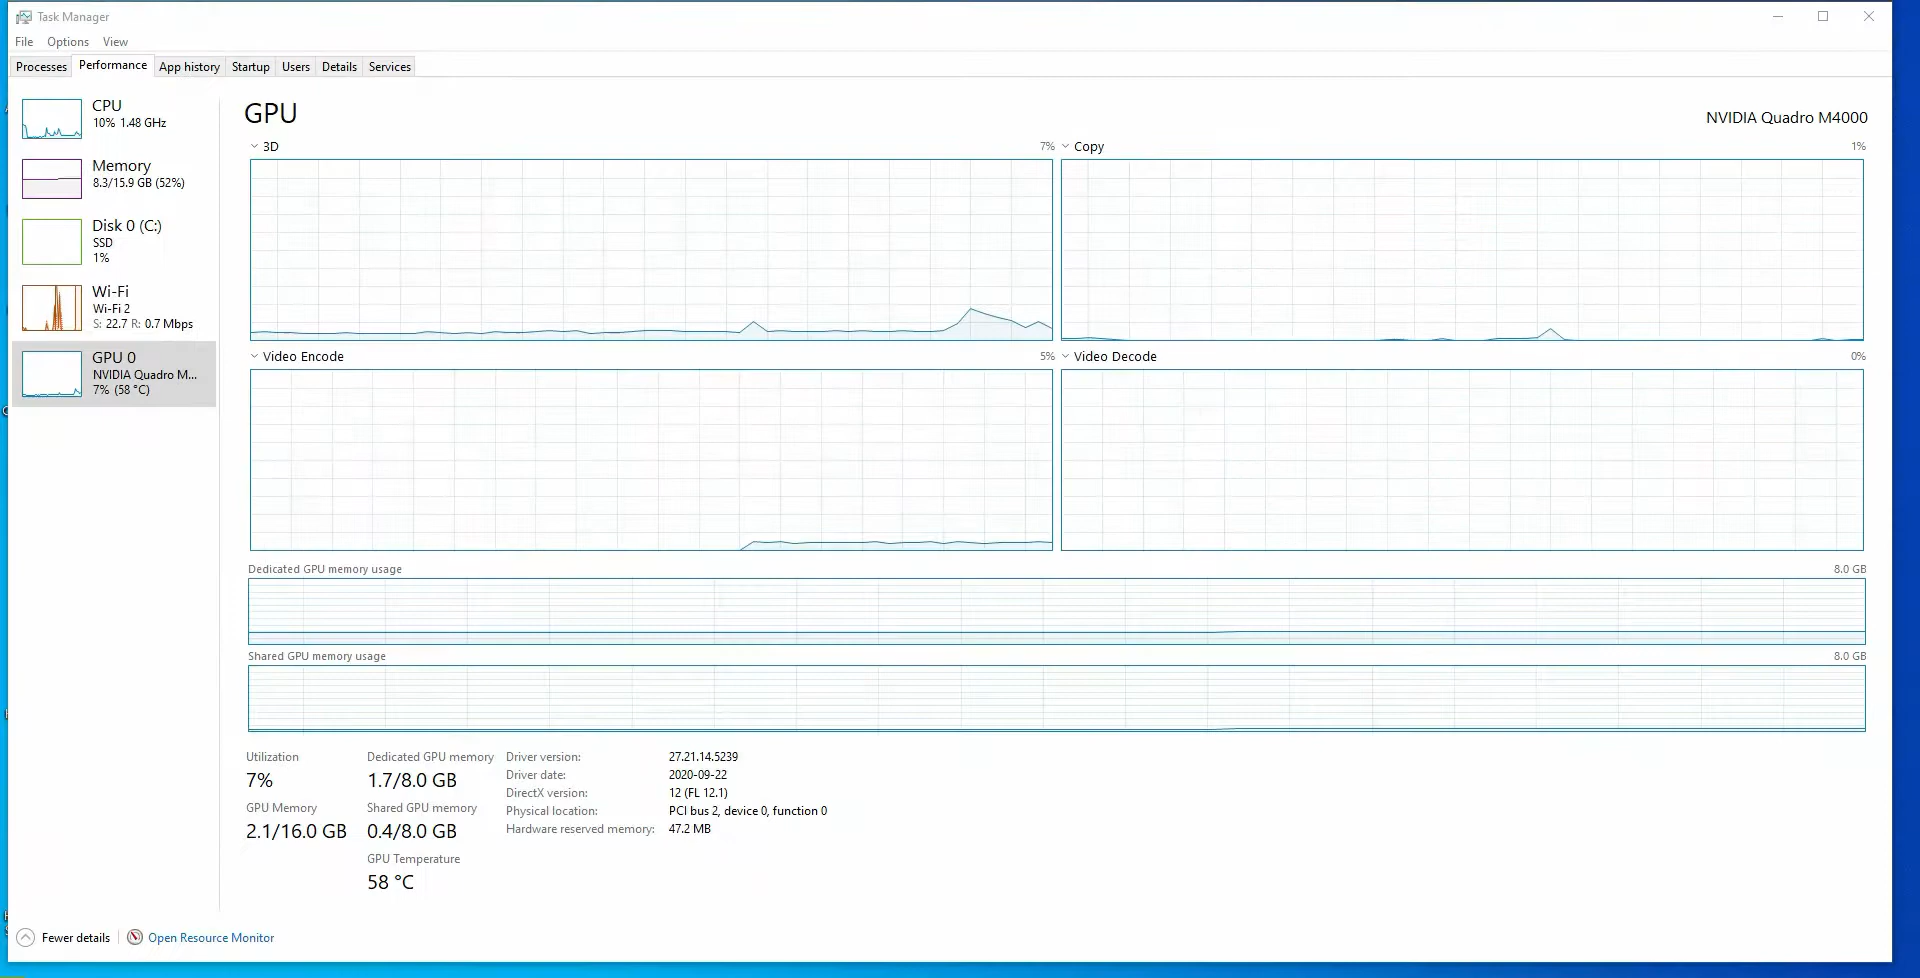 Task Manager
File Options View
Processes Performance App history Startup Users Details Services
CPU
10% 1.48 GHz
Memory
8.3/15.9 GB (52%)
Disk 0 (C:)
SSD
1%
Wi-Fi
Wi-Fi 2
S: 22.7 R: 0.7 Mbps
GPU 0
NVIDIA Quadro M...
7% (58 °C)
GPU
NVIDIA Quadro M4000
3D 7% Copy 1%
Video Encode 5% Video Decode 0%
Dedicated GPU memory usage 8.0 GB
Shared GPU memory usage 8.0 GB
Utilization
7%
GPU Memory
2.1/16.0 GB
Dedicated GPU memory
1.7/8.0 GB
Shared GPU memory
0.4/8.0 GB
GPU Temperature
58 °C
Driver version: 27.21.14.5239
Driver date: 2020-09-22
DirectX version: 12 (FL 12.1)
Physical location: PCI bus 2, device 0, function 0
Hardware reserved memory: 47.2 MB
Fewer details Open Resource Monitor